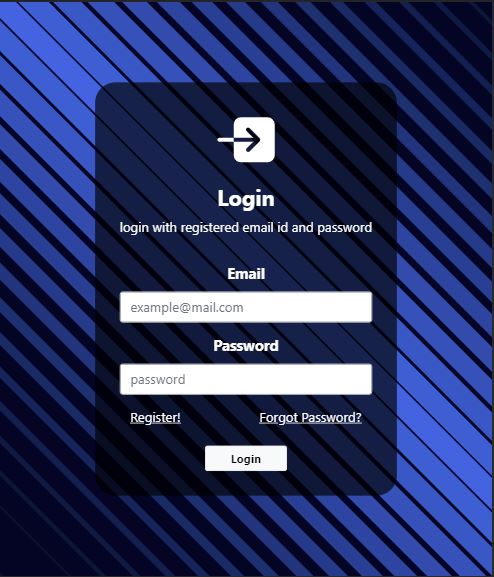 Login
login with registered email id and password
Email
example@mail.com
Password
password
Register! Forgot Password?
Login